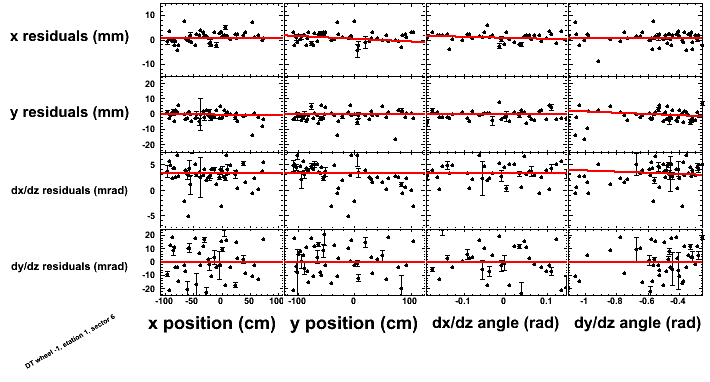 x residuals (mm)
10
0
-10
y residuals (mm)
20
10
0
-10
-20
dx/dz residuals (mrad)
5
0
-5
dy/dz residuals (mrad)
20
10
0
-10
-20
-100 -50 0 50 100
-100 0 100
-0.1 0 0.1
-1 -0.8 -0.6 -0.4
x position (cm)
y position (cm)
dx/dz angle (rad)
dy/dz angle (rad)
DT wheel -1, station 1, sector 6